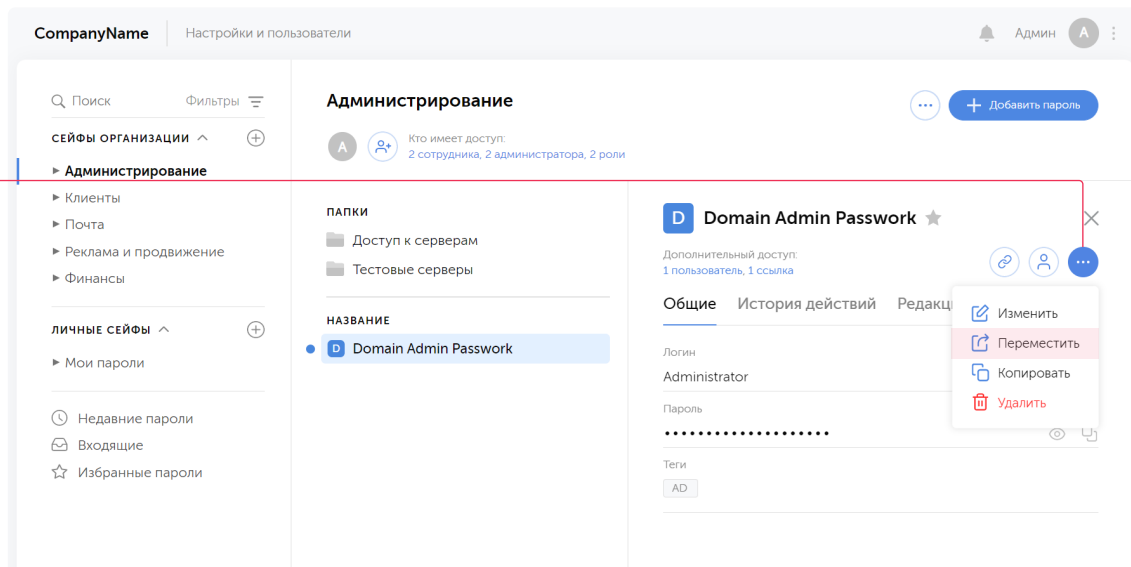 CompanyName
Настройки и пользователи
Админ
А
Поиск
Фильтры
СЕЙФЫ ОРГАНИЗАЦИИ
Администрирование
Клиенты
Почта
Реклама и продвижение
Финансы
ЛИЧНЫЕ СЕЙФЫ
Мои пароли
Недавние пароли
Входящие
Избранные пароли
Администрирование
Добавить пароль
А
Кто имеет доступ:
2 сотрудника, 2 администратора, 2 роли
ПАПКИ
Доступ к серверам
Тестовые серверы
НАЗВАНИЕ
D
Domain Admin Passwork
D
Domain Admin Passwork
Дополнительный доступ:
1 пользователь, 1 ссылка
Общие
История действий
Изменить
Переместить
Копировать
Удалить
Логин
Administrator
Пароль
Теги
AD